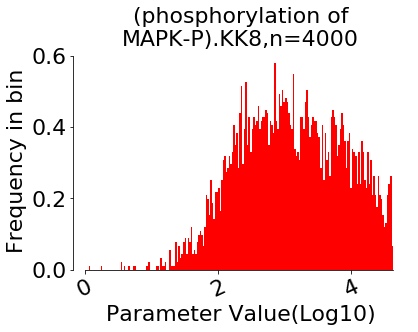 (phosphorylation of
MAPK-P).KK8,n=4000
Frequency in bin
0.6
0.4
0.2
0.0
0 2 4
Parameter Value(Log10)